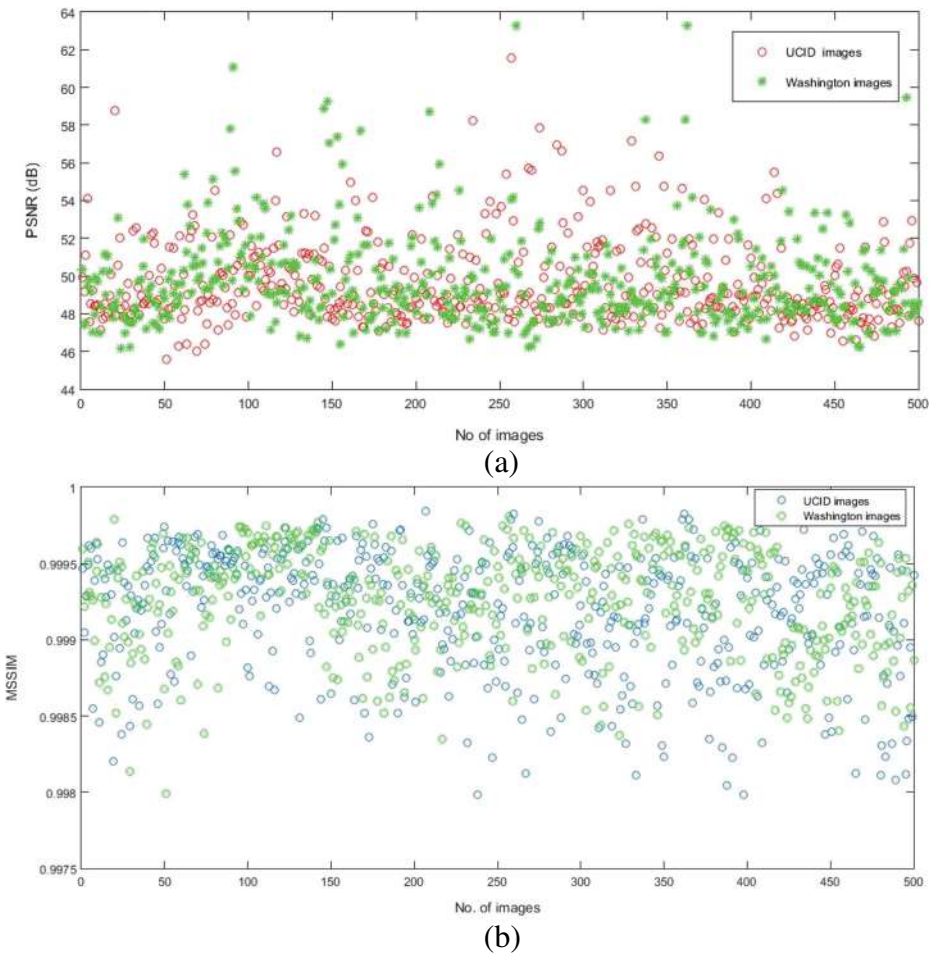 64
62
60
58
56
54
52
50
48
46
44
PSNR (dB)
UCID images
Washington images
0 50 100 150 200 250 300 350 400 450 500
No of images
(a)
1
0.9995
0.999
0.9985
0.998
0.9975
MSSIM
UCID images
Washington images
0 50 100 150 200 250 300 350 400 450 500
No. of images
(b)